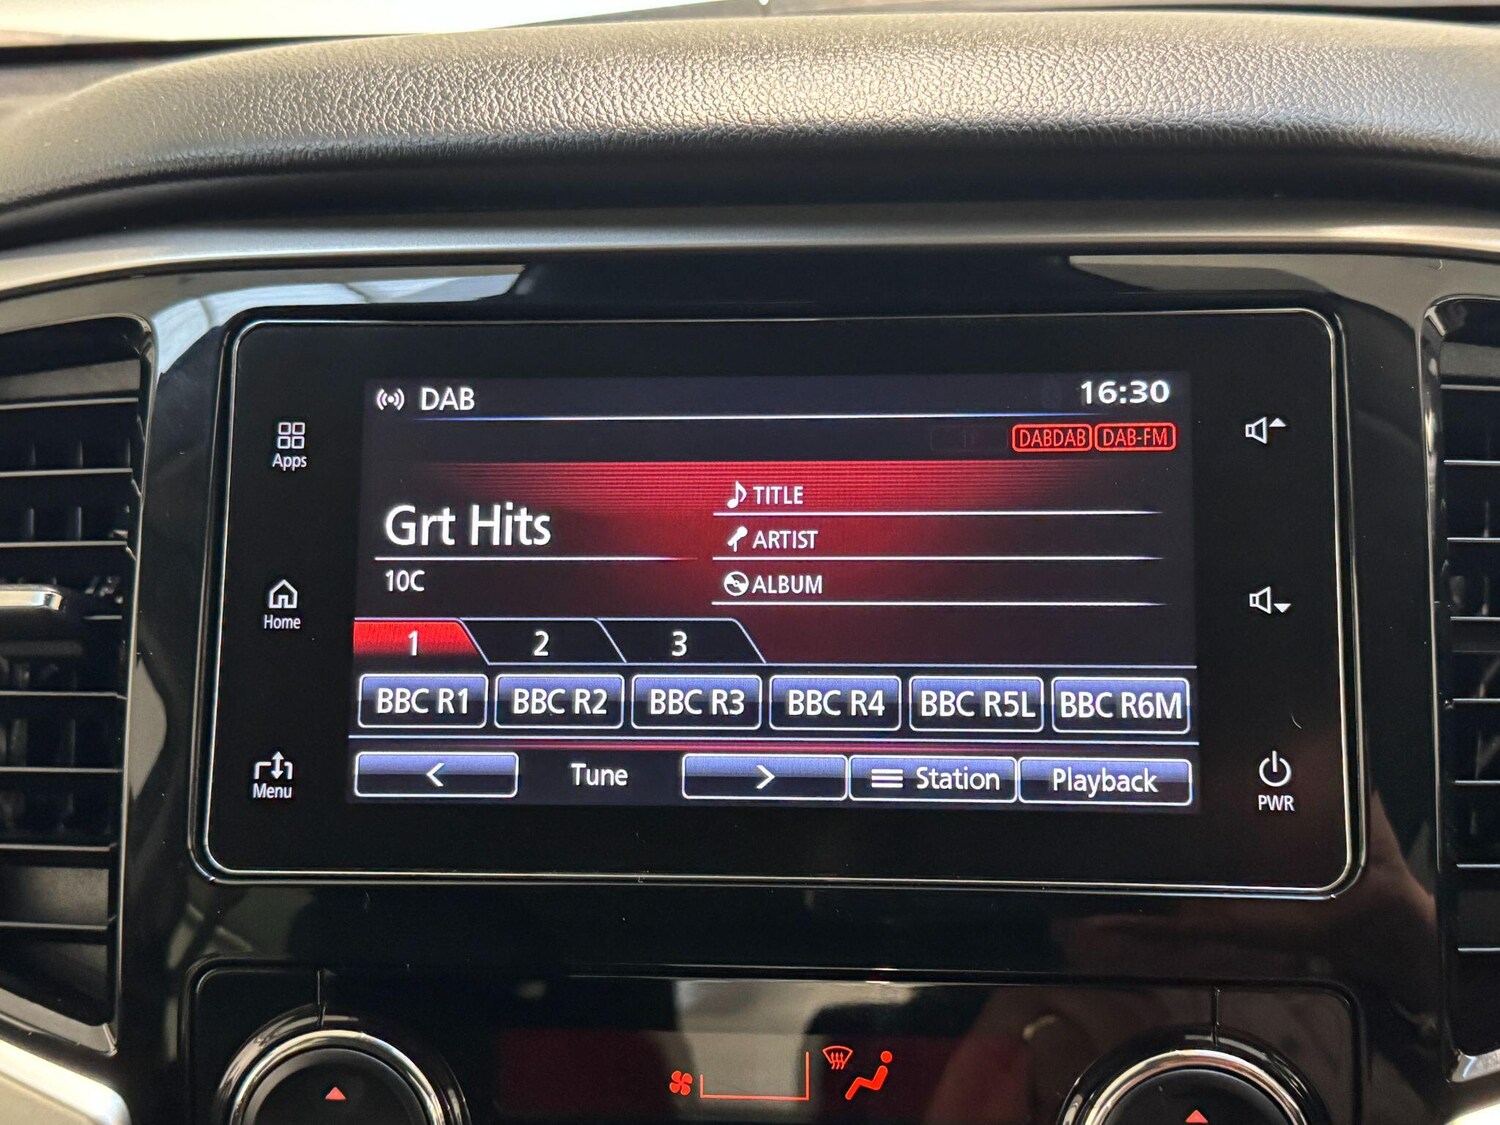 DAB
16:30
DABDAB DAB-FM
Apps
Grt Hits
10C
TITLE
ARTIST
ALBUM
Home
1 2 3
BBC R1 BBC R2 BBC R3 BBC R4 BBC R5L BBC R6M
< Tune > Station Playback
Menu
PWR